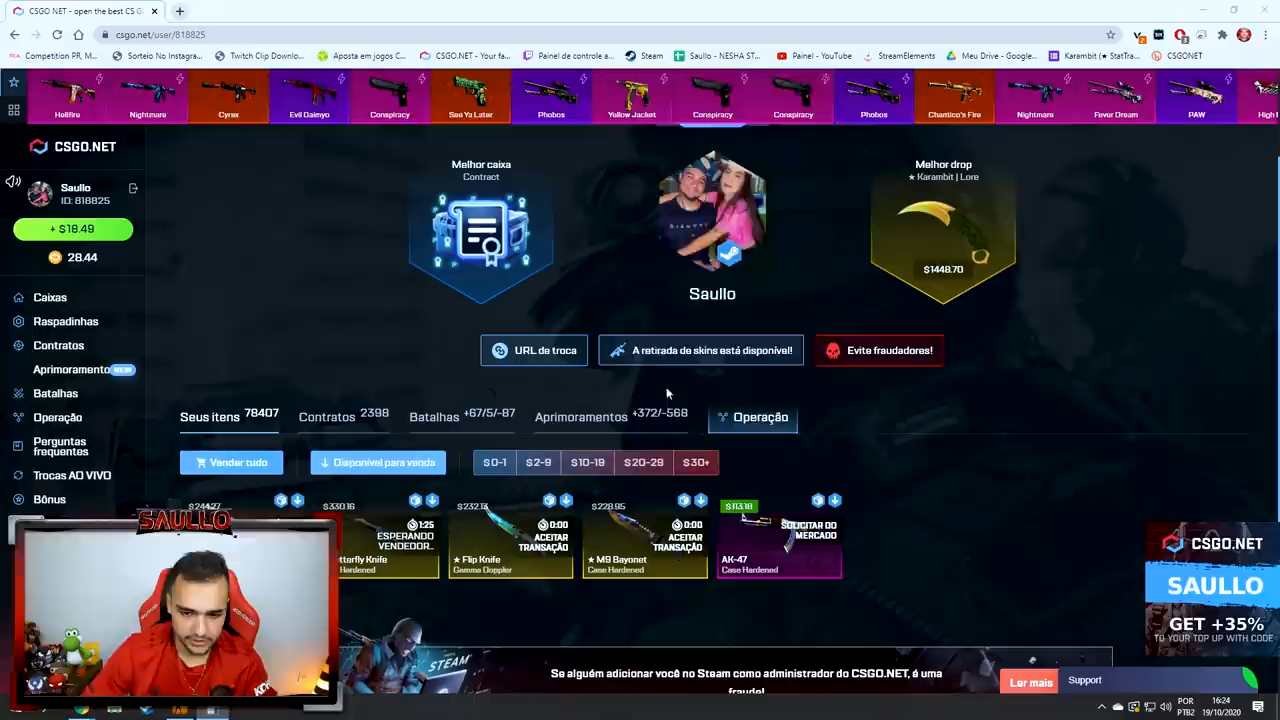 CSGO.NET - open the best CS G
csgo.net/user/818825
Competition PR, M...
Sorteio No Instagra...
Twitch Clip Downlo...
Aposta em jogos C...
CSGO.NET - Your fa...
Painel de controle a...
Steam
Saullo - NESHA ST...
Painel - YouTube
StreamElements
Meu Drive - Google...
Karambit (★ StatTra...
CSGONET
Hellfire
Nightmare
Cyrex
Evil Daimyo
Conspiracy
See Ya Later
Phobos
Yellow Jacket
Conspiracy
Conspiracy
Phobos
Chantico's Fire
Nightmare
Fever Dream
PAW
CSGO.NET
Saullo
ID: 818825
+ $18.49
28.44
Caixas
Raspadinhas
Contratos
Aprimoramento NEW
Batalhas
Operação
Perguntas
frequentes
Trocas AO VIVO
Bônus
Melhor caixa
Contract
Melhor drop
★ Karambit | Lore
$1448.70
Saullo
URL de troca
A retirada de skins está disponível!
Evite fraudadores!
Seus itens 78407
Contratos 2398
Batalhas +67/5/-87
Aprimoramentos +372/-568
Operação
Vender tudo
Disponível para venda
$0-1
$2-9
$10-19
$20-29
$30+
$244.27
$330.16
1:25
ESPERANDO
VENDEDOR...
tterfly Knife
Hardened
$232.13
0:00
ACEITAR
TRANSAÇÃO
★ Flip Knife
Gamma Doppler
$228.95
0:00
ACEITAR
TRANSAÇÃO
★ M9 Bayonet
Case Hardened
$113.18
SOLICITAR DO
MERCADO
AK-47
Case Hardened
SAULLO
STEAM
Se alguém adicionar você no Steam como administrador do CSGO.NET, é uma
fraude!
CSGO.NET
SAULLO
GET +35%
TO YOUR TOP UP WITH CODE
Ler mais
Support
POR
PTB2
16:24
19/10/2020